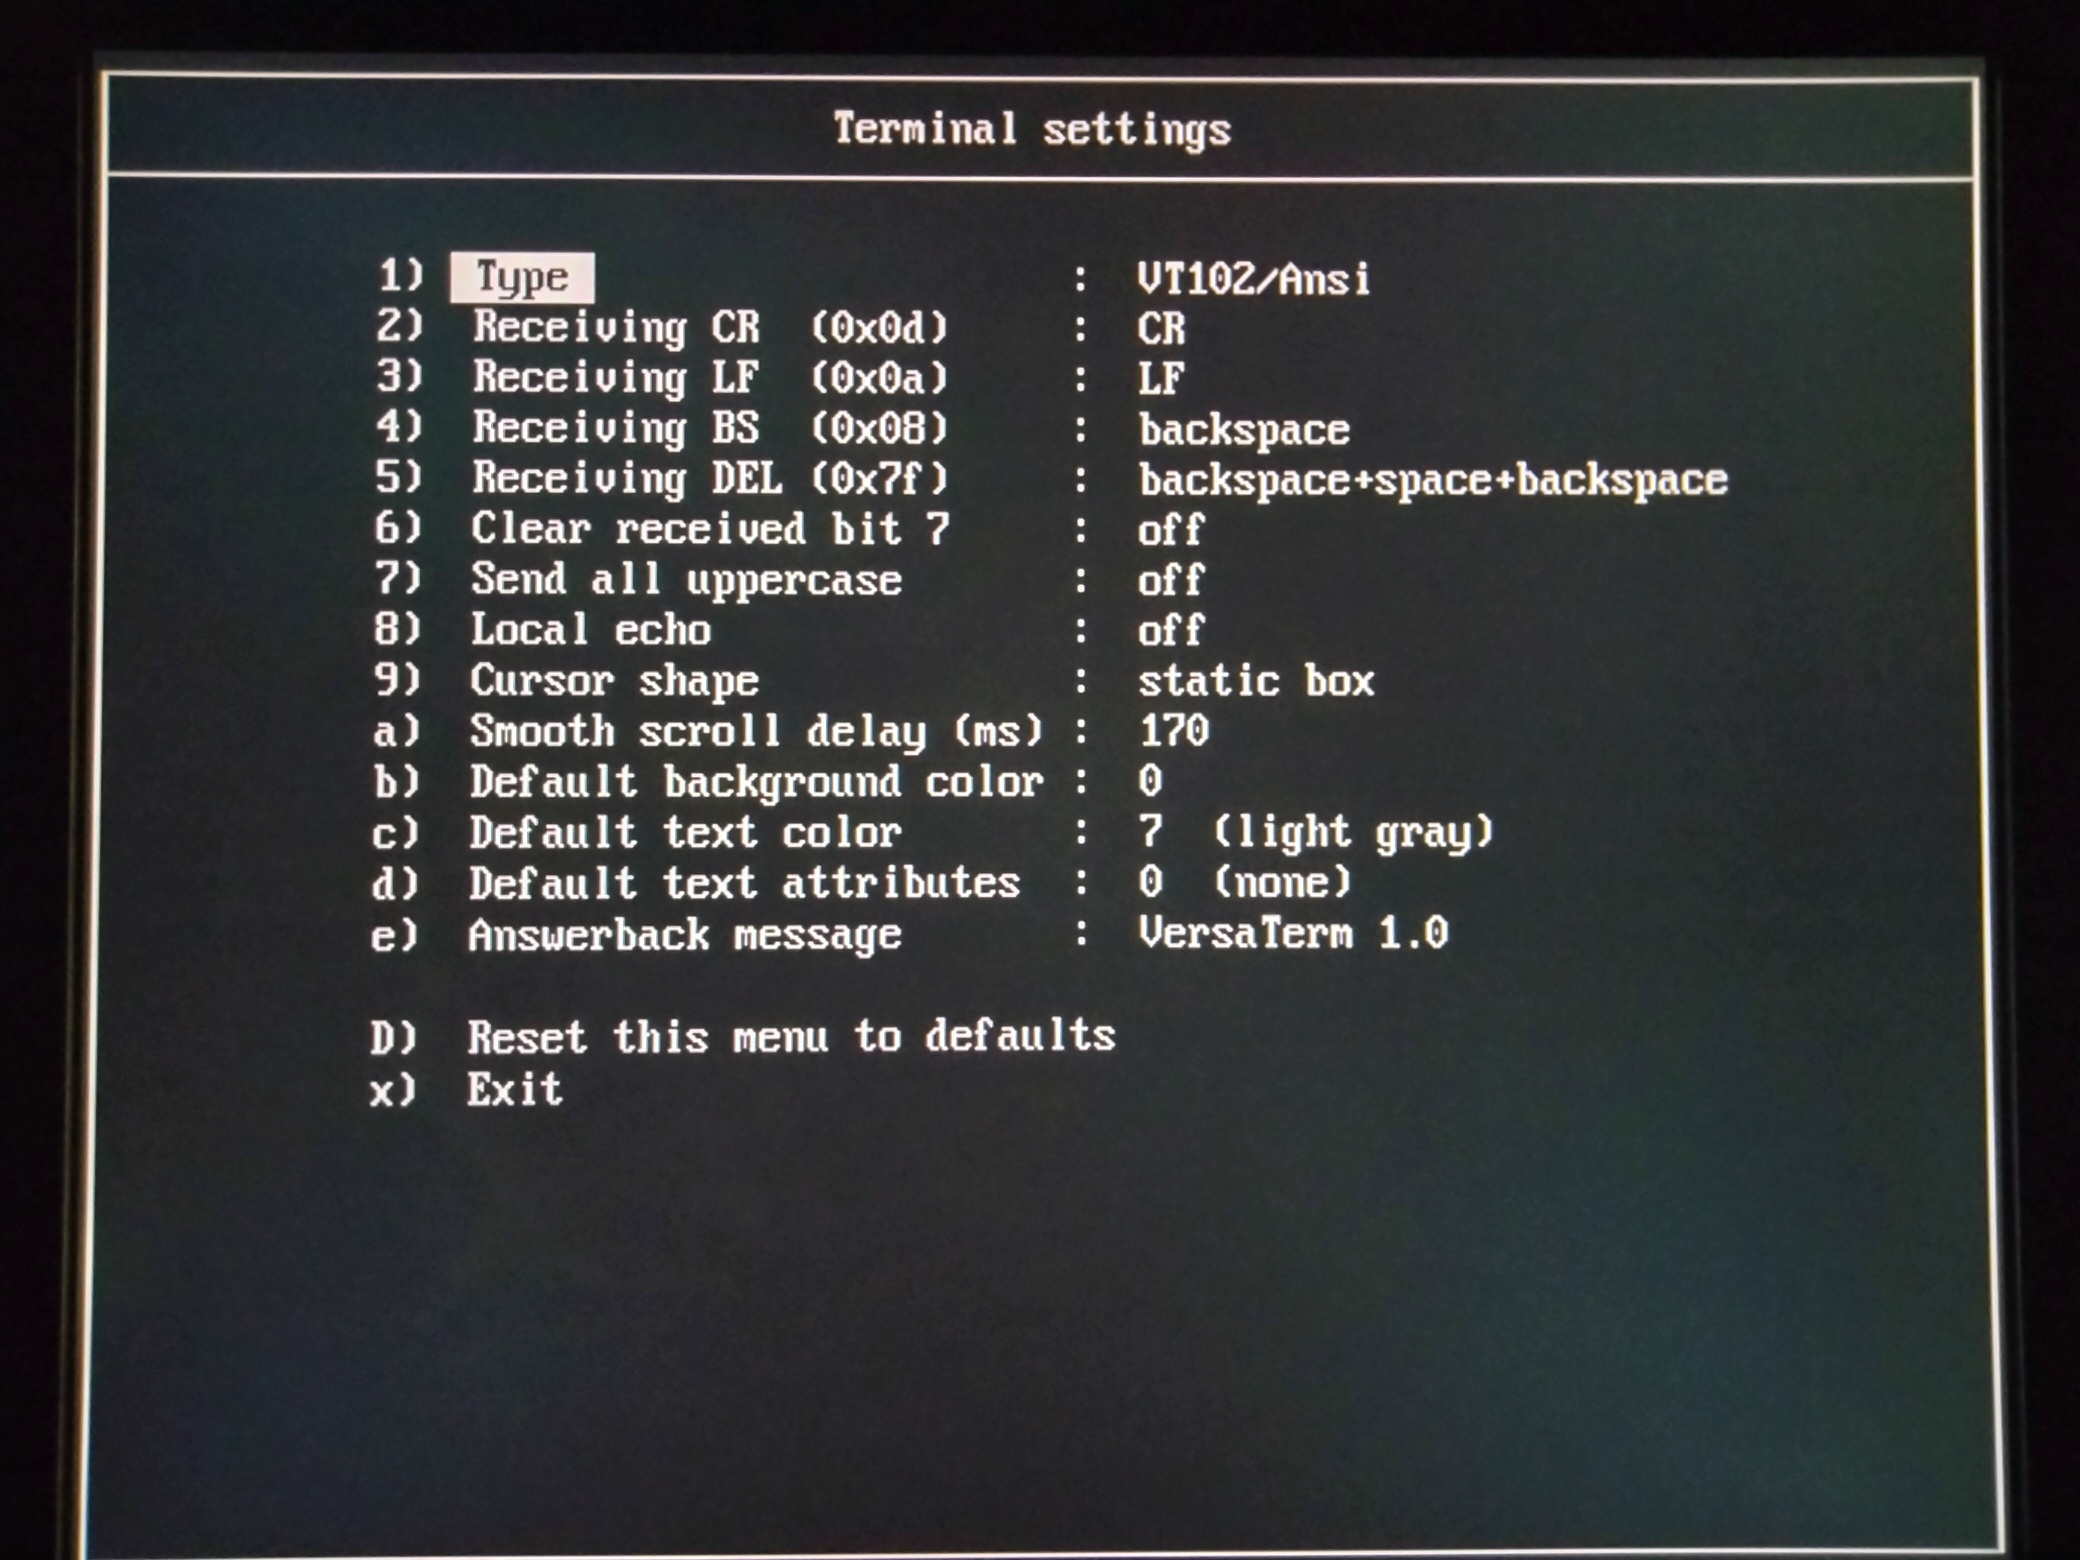 Terminal settings
1) Type : VT102/Ansi
2) Receiving CR (0x0d) : CR
3) Receiving LF (0x0a) : LF
4) Receiving BS (0x08) : backspace
5) Receiving DEL (0x7f) : backspace+space+backspace
6) Clear received bit 7 : off
7) Send all uppercase : off
8) Local echo : off
9) Cursor shape : static box
a) Smooth scroll delay (ms) : 170
b) Default background color : 0
c) Default text color : 7 (light gray)
d) Default text attributes : 0 (none)
e) Answerback message : VersaTerm 1.0
D) Reset this menu to defaults
x) Exit